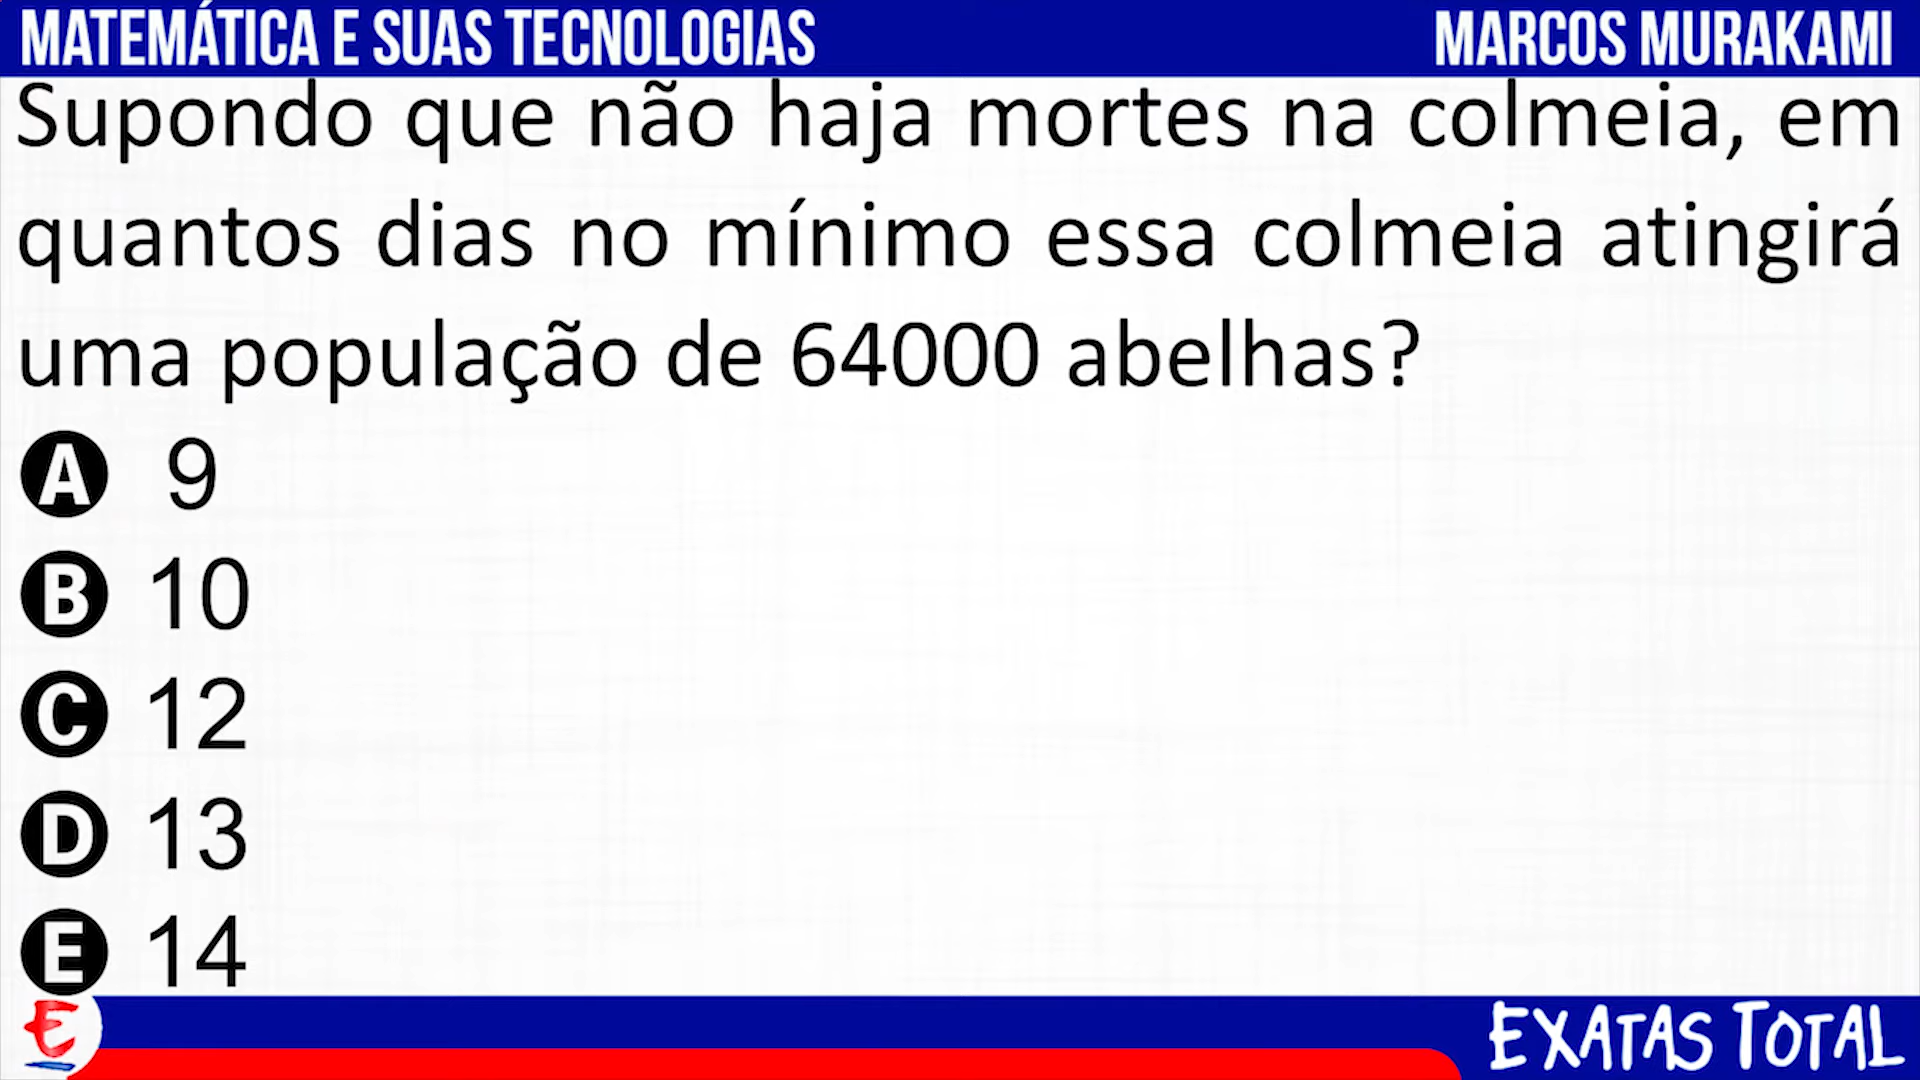 MATEMÁTICA E SUAS TECNOLOGIAS
MARCOS MURAKAMI
Supondo que não haja mortes na colmeia, em
quantos dias no mínimo essa colmeia atingirá
uma população de 64000 abelhas?
A 9
B 10
C 12
D 13
E 14
E
EXATAS TOTAL